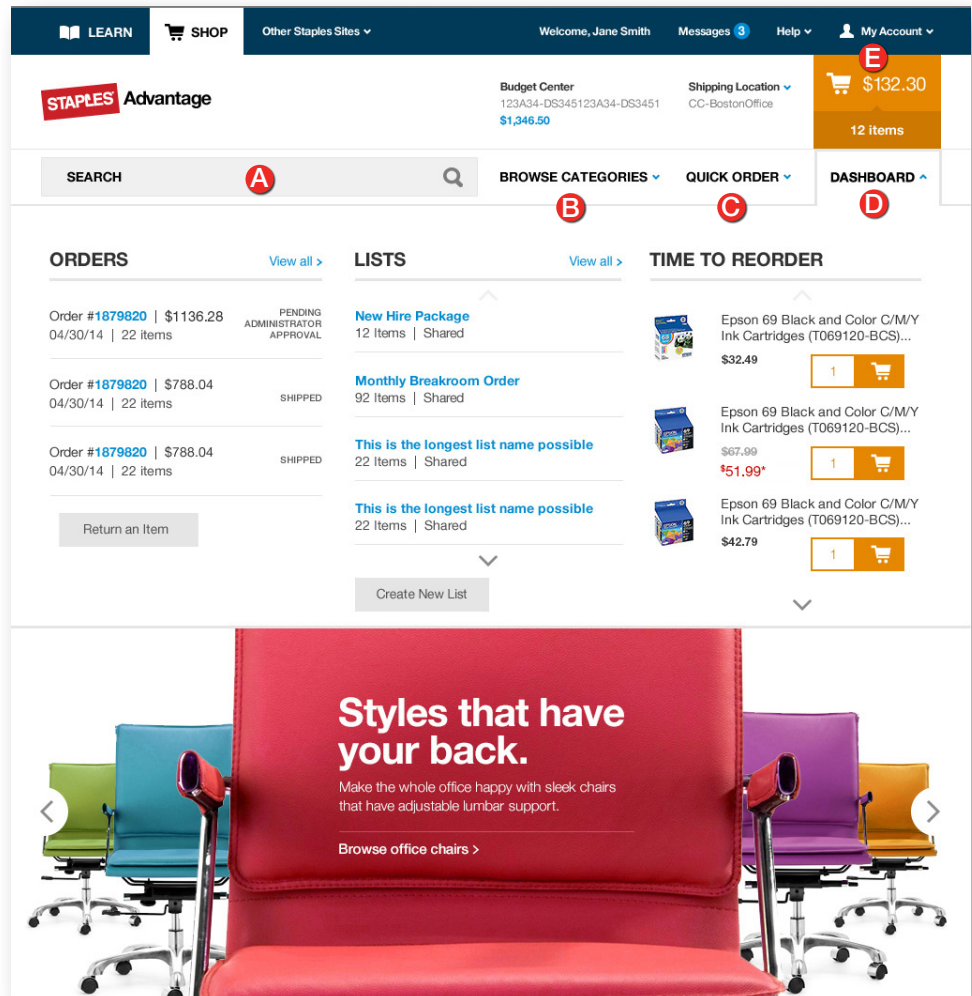 LEARN
SHOP
Other Staples Sites
Welcome, Jane Smith
Messages 3
Help
My Account
E
STAPLES Advantage
Budget Center
123A34-DS345123A34-DS3451
$1,346.50
Shipping Location
CC-BostonOffice
$132.30
12 items
SEARCH
A
BROWSE CATEGORIES
B
QUICK ORDER
C
DASHBOARD
D
ORDERS
View all >
Order #1879820 | $1136.28
04/30/14 | 22 items
PENDING
ADMINISTRATOR
APPROVAL
Order #1879820 | $788.04
04/30/14 | 22 items
SHIPPED
Order #1879820 | $788.04
04/30/14 | 22 items
SHIPPED
Return an Item
LISTS
View all >
New Hire Package
12 Items | Shared
Monthly Breakroom Order
92 Items | Shared
This is the longest list name possible
22 Items | Shared
This is the longest list name possible
22 Items | Shared
Create New List
TIME TO REORDER
Epson 69 Black and Color C/M/Y
Ink Cartridges (T069120-BCS)...
$32.49
1
Epson 69 Black and Color C/M/Y
Ink Cartridges (T069120-BCS)...
$67.99
$51.99*
1
Epson 69 Black and Color C/M/Y
Ink Cartridges (T069120-BCS)...
$42.79
1
Styles that have
your back.
Make the whole office happy with sleek chairs
that have adjustable lumbar support.
Browse office chairs >